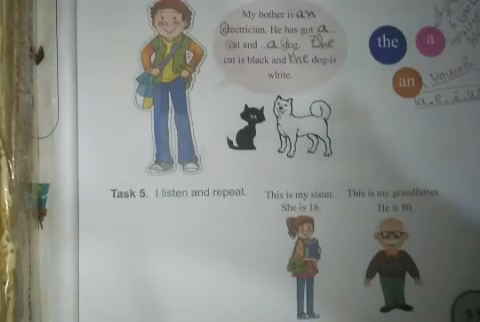 My bother is an
electrician. He has got a
cat and a dog. The
cat is black and the dog is
white.
the
a
an
vowels
Task 5. I listen and repeat.
This is my sister.
She is 16.
This is my grandfather.
He is 80.